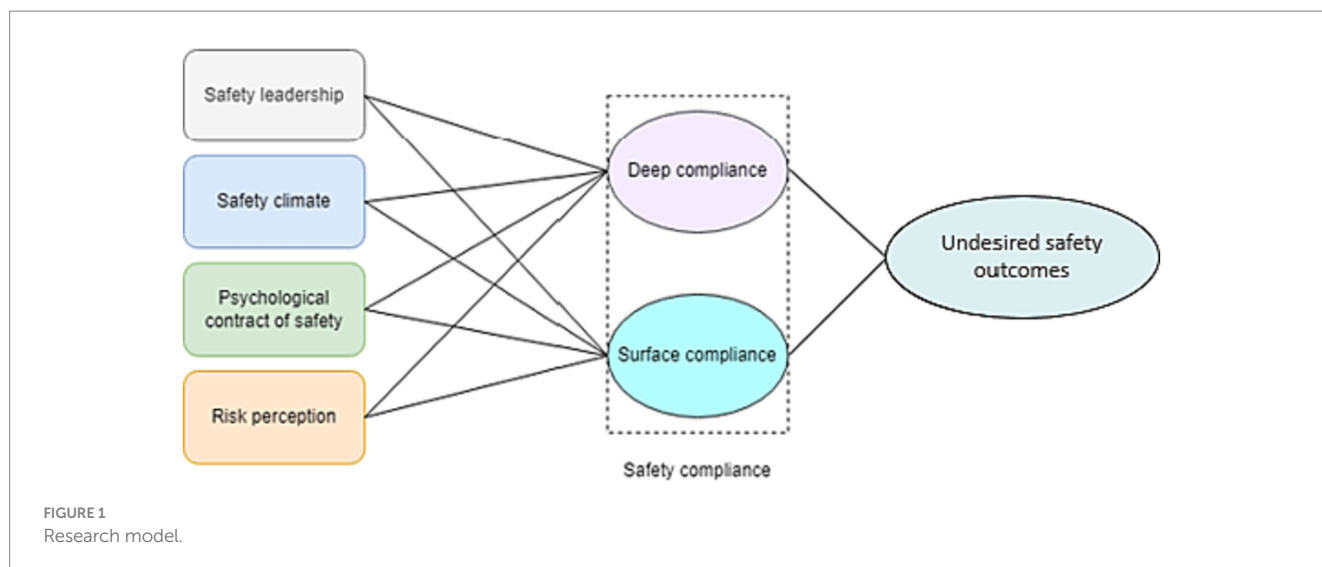 Safety leadership
Safety climate
Psychological
contract of safety
Risk perception
Deep compliance
Surface compliance
Safety compliance
Undesired safety
outcomes
FIGURE 1
Research model.